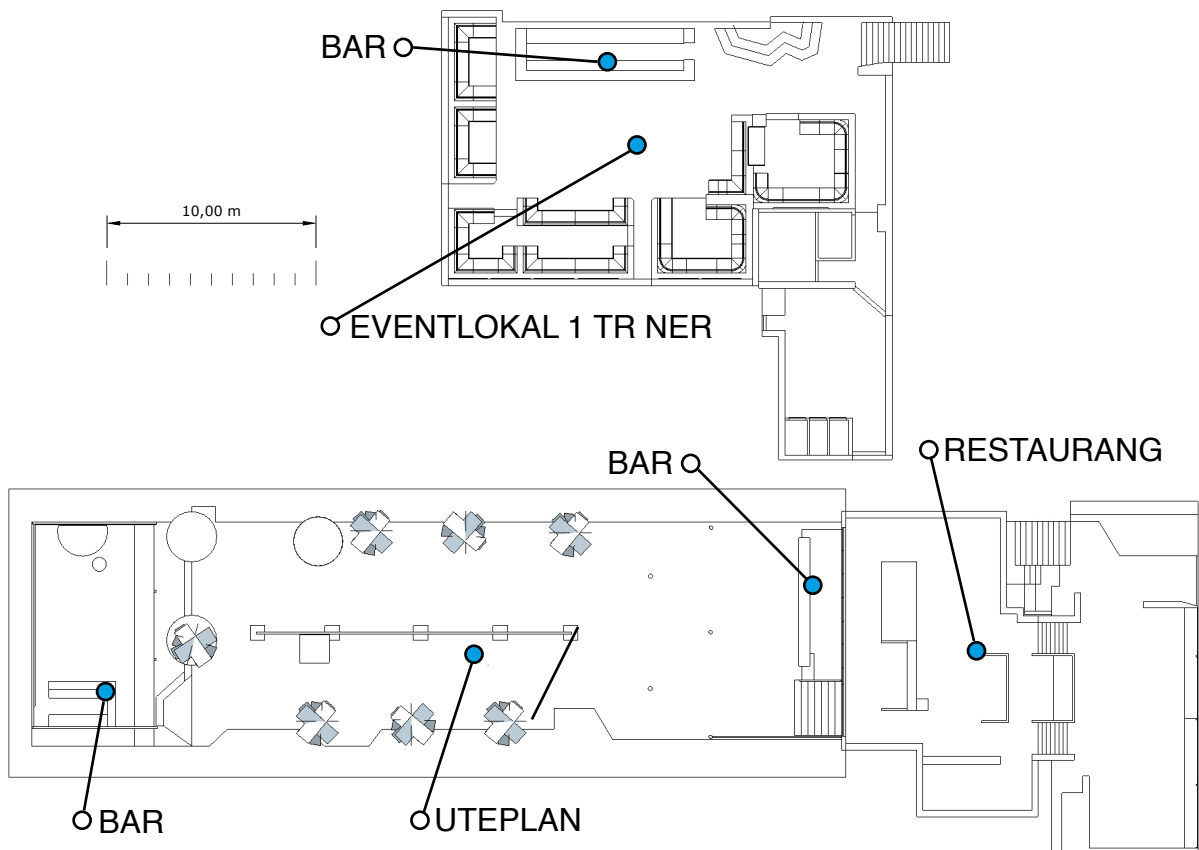 BAR
10,00 m
EVENTLOKAL 1 TR NER
BAR
RESTAURANG
BAR
UTEPLAN